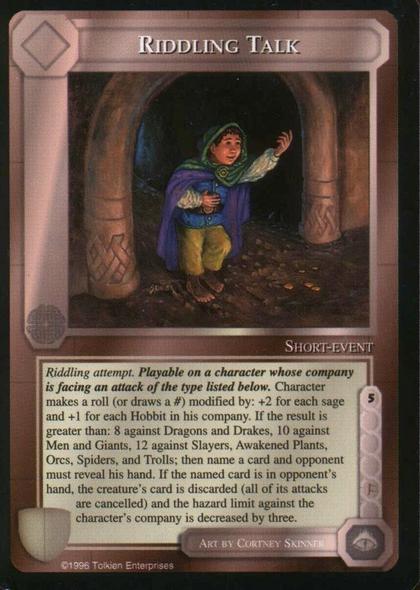 RIDDLING TALK
SHORT-EVENT
Riddling attempt. Playable on a character whose company
is facing an attack of the type listed below. Character
makes a roll (or draws a #) modified by: +2 for each sage
and +1 for each Hobbit in his company. If the result is
greater than: 8 against Dragons and Drakes, 10 against
Men and Giants, 12 against Slayers, Awakened Plants,
Orcs, Spiders, and Trolls; then name a card and opponent
must reveal his hand. If the named card is in opponent's
hand, the creature's card is discarded (all of its attacks
are cancelled) and the hazard limit against the
character's company is decreased by three.
5
ART BY CORTNEY SKINNER
©1996 Tolkien Enterprises